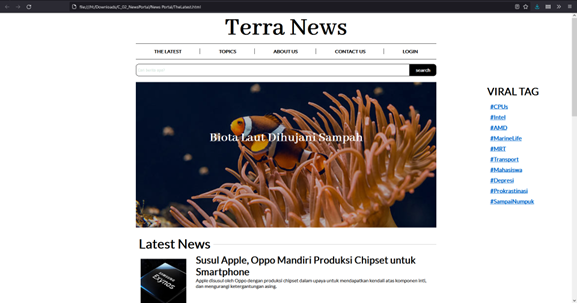 file:///H:/Downloads/C_03_NewsPortal/News Portal/TheLatest.html
Terra News
THE LATEST
TOPICS
ABOUT US
CONTACT US
LOGIN
search
VIRAL TAG
#CPUs
#Intel
#AMD
#MarineLife
#MRT
#Transport
#Mahasiswa
#Depresi
#Prokrastinasi
#SampaiNumpuk
Biota Laut Dihujani Sampah
Latest News
Susul Apple, Oppo Mandiri Produksi Chipset untuk
Smartphone
Apple disusul oleh Oppo dengan produksi chipset dalam upaya untuk mendapatkan kendali atas komponen inti,
dan mengurangi ketergantungan asing.
Exynos